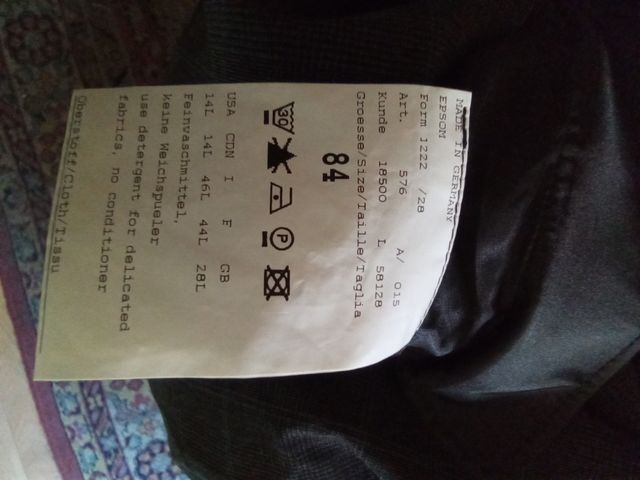 MADE IN GERMANY
EPSOM
Form 1222 /28
Art. 576 A/ 015
Kunde 18500 L 58128
Groesse/Size/Taille/Taglia
84
30
P
USA CDN I F GB
14L 14L 46L 44L 28L
Feinwaschmittel,
keine Weichspueler
use detergent for delicated
fabrics, no conditioner
Oberstoff/Cloth/Tissu